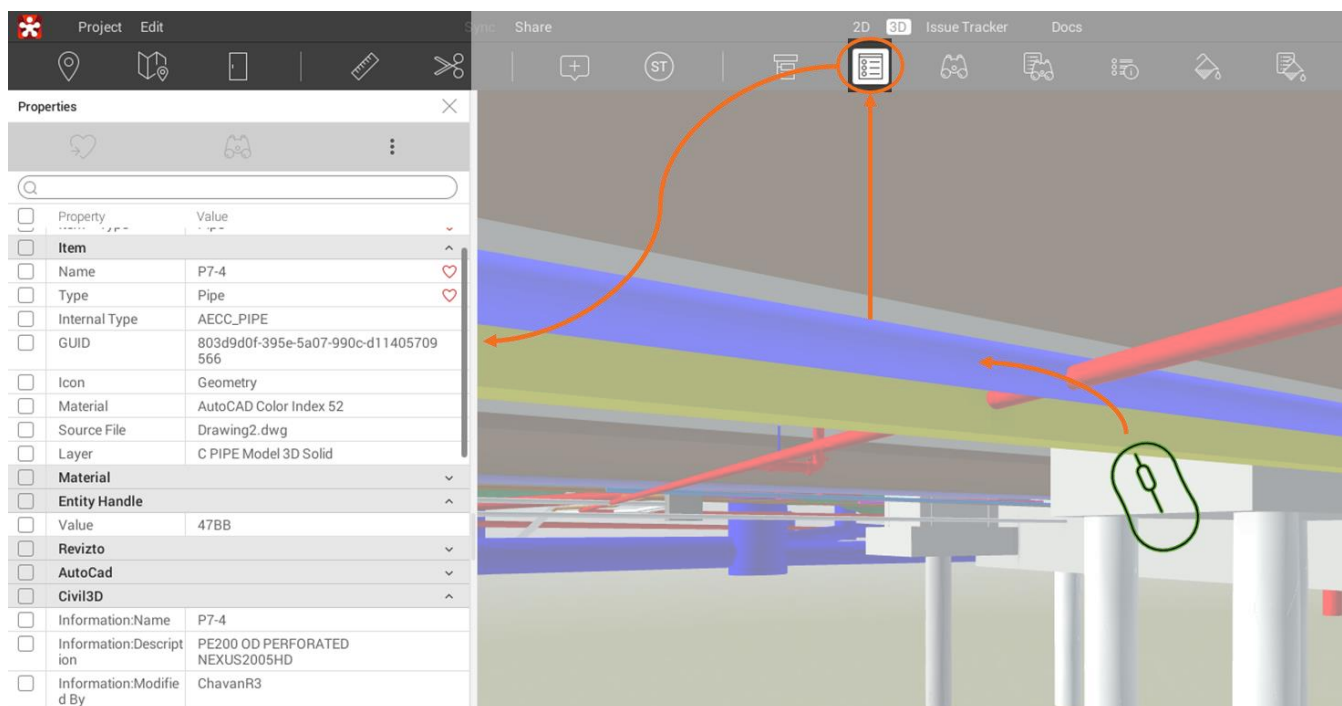 Project Edit Sync Share 2D 3D Issue Tracker Docs
ST
Properties
Property Value
Item
Name P7-4
Type Pipe
Internal Type AECC_PIPE
GUID 803d9d0f-395e-5a07-990c-d11405709
566
Icon Geometry
Material AutoCAD Color Index 52
Source File Drawing2.dwg
Layer C PIPE Model 3D Solid
Material
Entity Handle
Value 47BB
Revizto
AutoCad
Civil3D
Information:Name P7-4
Information:Descript PE200 OD PERFORATED
ion NEXUS2005HD
Information:Modifie ChavanR3
d By